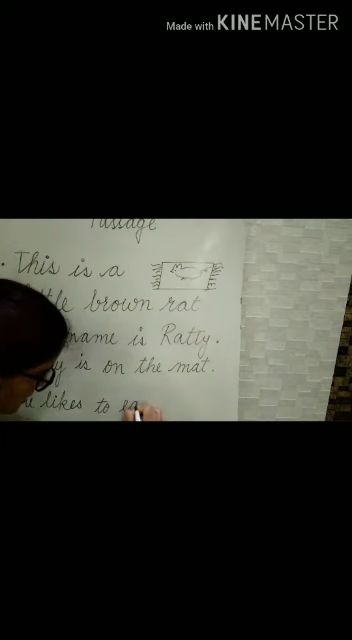 Made with KINEMASTER
Passage
This is a
brown rat
name is Ratty.
is on the mat.
likes to